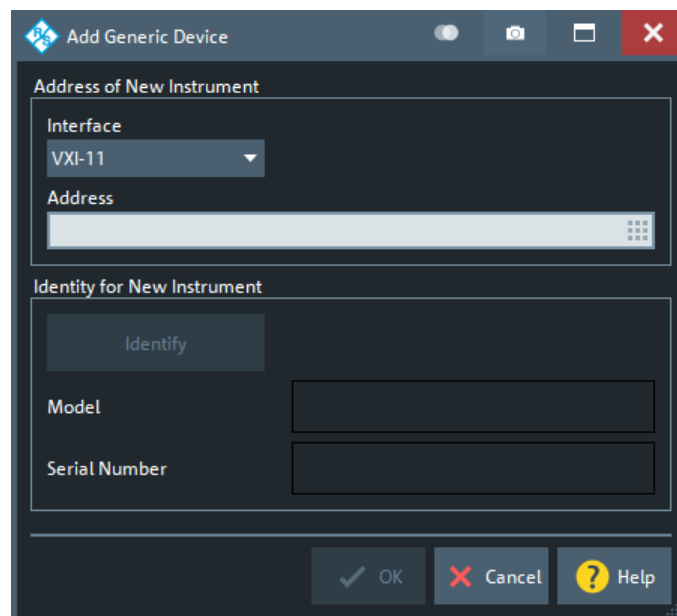 Add Generic Device
Address of New Instrument
Interface
VXI-11
Address
Identity for New Instrument
Identify
Model
Serial Number
OK
Cancel
? Help